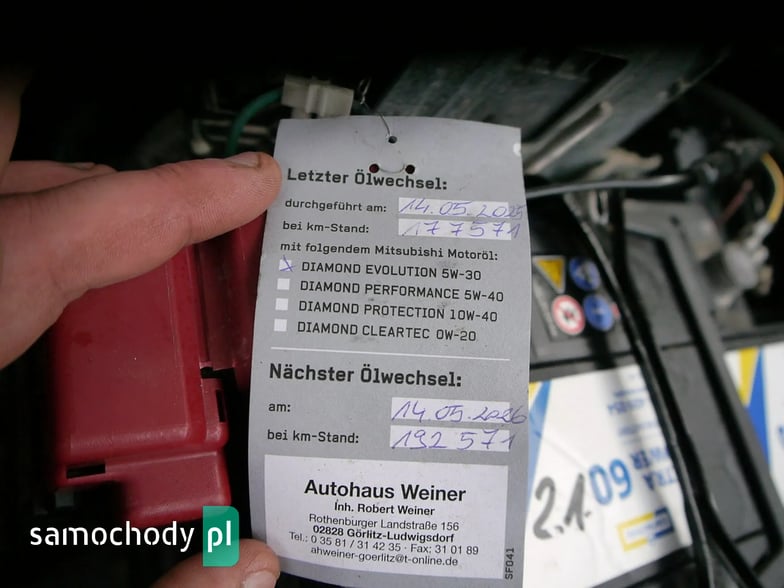 Letzter Ölwechsel:
durchgeführt am: 14.05.2025
bei km-Stand: 177571
mit folgendem Mitsubishi Motoröl:
DIAMOND EVOLUTION 5W-30
DIAMOND PERFORMANCE 5W-40
DIAMOND PROTECTION 10W-40
DIAMOND CLEARTEC 0W-20
Nächster Ölwechsel:
am: 14.05.2026
bei km-Stand: 192571
Autohaus Weiner
Inh. Robert Weiner
Rothenburger Landstraße 156
02828 Görlitz-Ludwigsdorf
Tel.: 0 35 81 / 31 42 35 · Fax: 31 01 89
ahweiner-goerlitz@t-online.de
SF041
60
2.1.
samochody pl